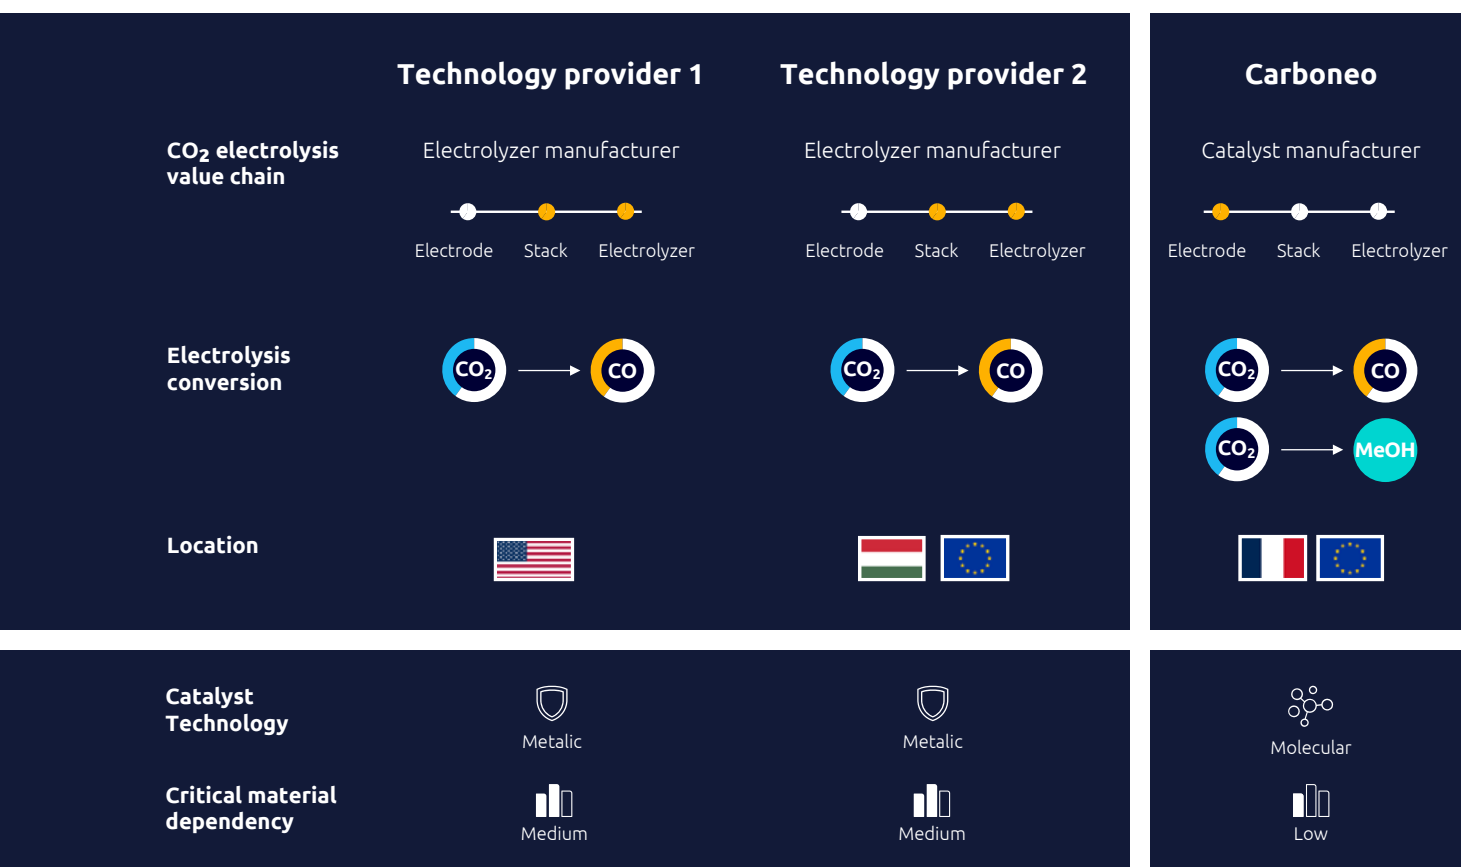 Technology provider 1
Technology provider 2
Carboneo
CO₂ electrolysis
value chain
Electrolyzer manufacturer
Electrolyzer manufacturer
Catalyst manufacturer
Electrode Stack Electrolyzer
Electrode Stack Electrolyzer
Electrode Stack Electrolyzer
Electrolysis
conversion
CO₂ CO
CO₂ CO
CO₂ CO
CO₂ MeOH
Location
Catalyst
Technology
Metalic
Metalic
Molecular
Critical material
dependency
Medium
Medium
Low